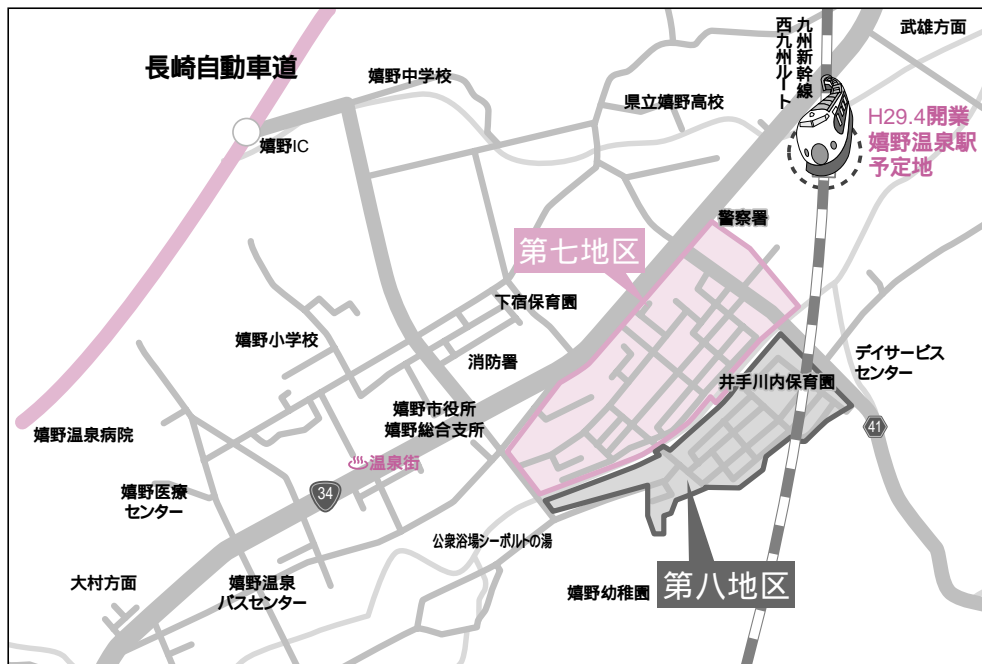 武雄方面
九州新幹線
西九州ルート
長崎自動車道
嬉野中学校
県立嬉野高校
H29.4開業
嬉野温泉駅
予定地
嬉野IC
警察署
第七地区
下宿保育園
嬉野小学校
消防署
デイサービス
センター
井手川内保育園
嬉野市役所
嬉野総合支所
41
嬉野温泉病院
♨温泉街
34
嬉野医療
センター
公衆浴場シーボルトの湯
大村方面
嬉野温泉
バスセンター
嬉野幼稚園
第八地区